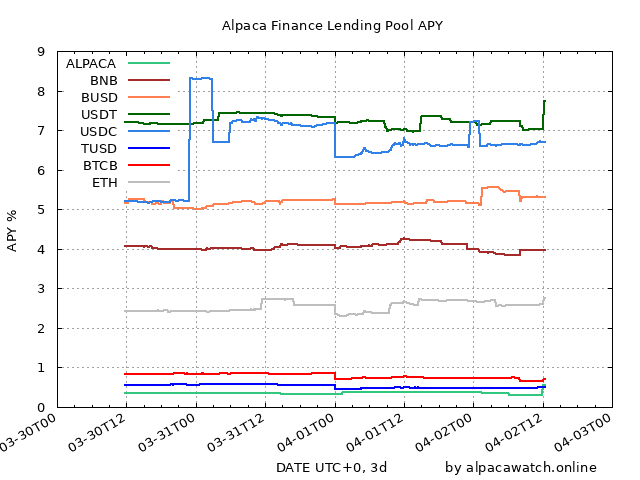 Alpaca Finance Lending Pool APY
9
8
7
6
5
4
3
2
1
0
APY %
ALPACA
BNB
BUSD
USDT
USDC
TUSD
BTCB
ETH
03-30T00
03-30T12
03-31T00
03-31T12
04-01T00
04-01T12
04-02T00
04-02T12
04-03T00
DATE UTC+0, 3d
by alpacawatch.online